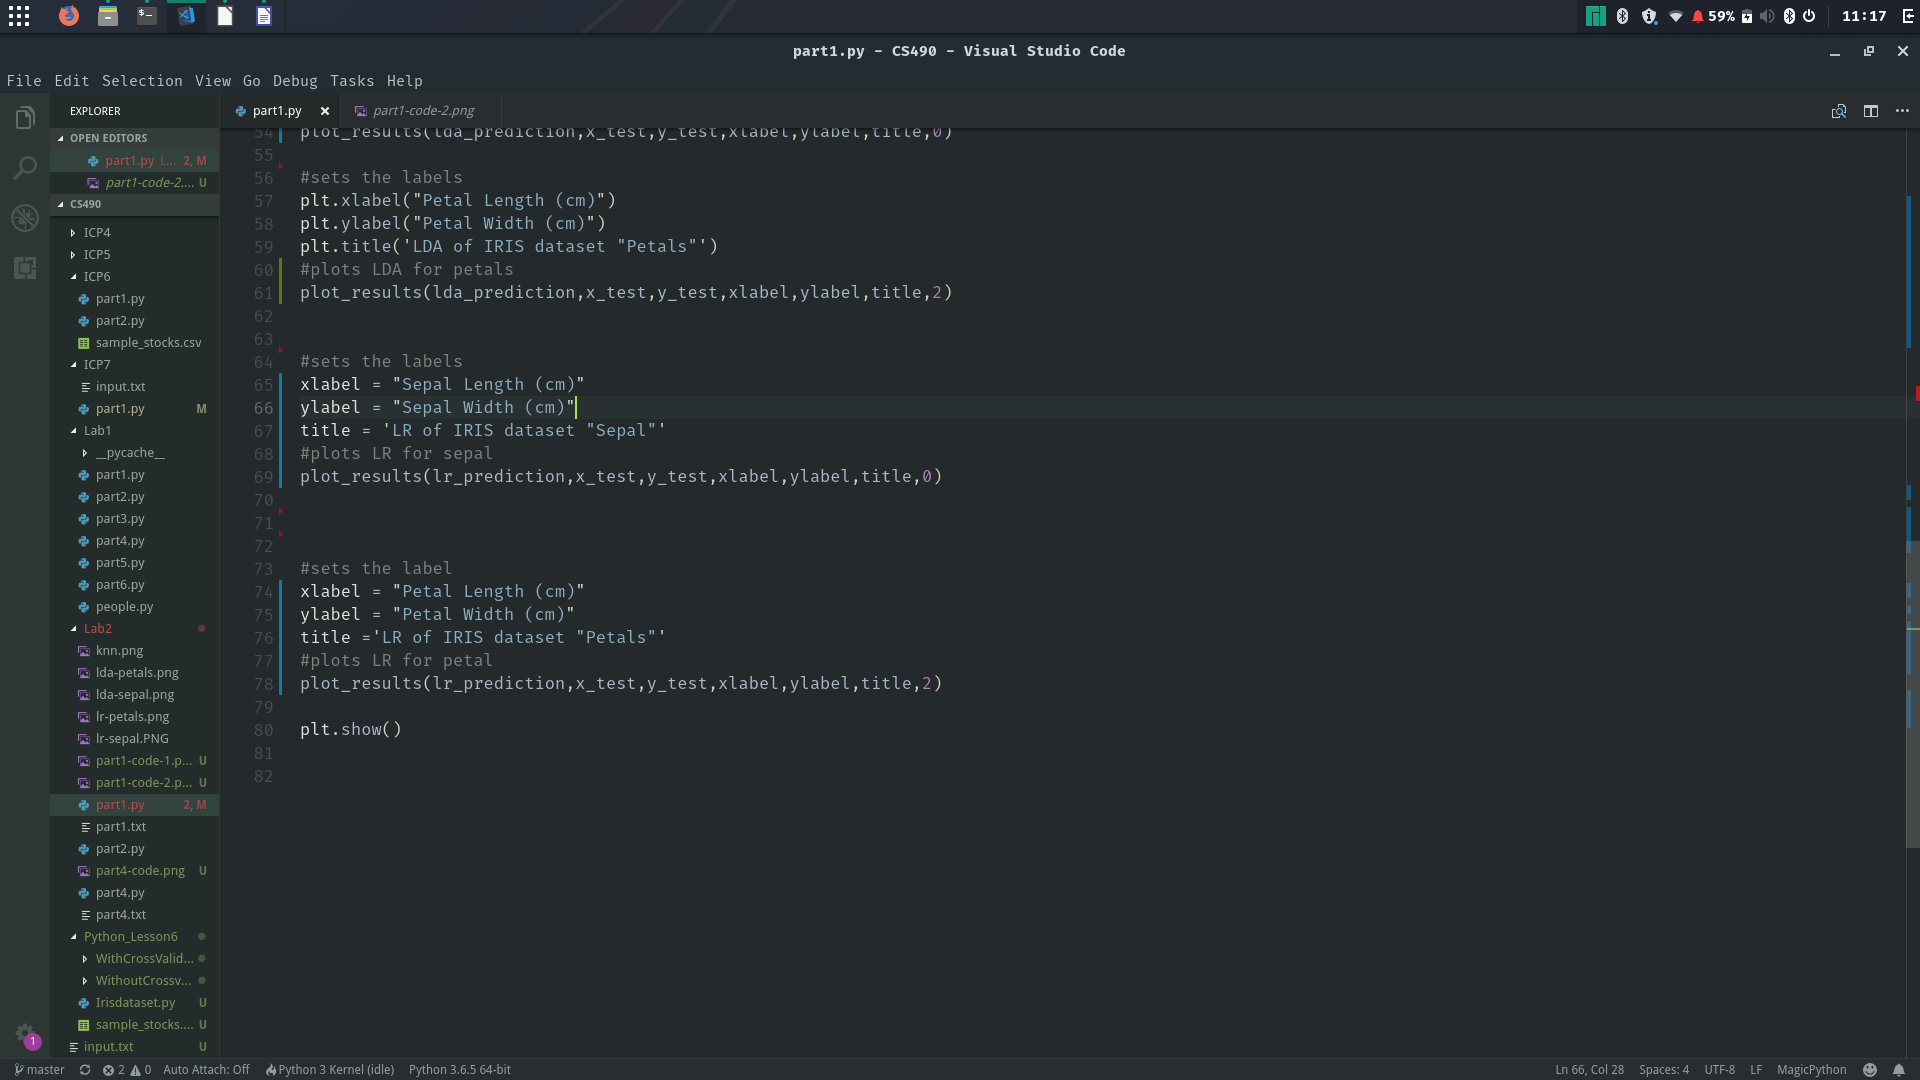 59%
11:17
part1.py - CS490 - Visual Studio Code
File Edit Selection View Go Debug Tasks Help
EXPLORER
OPEN EDITORS
part1.py L... 2, M
part1-code-2.... U
CS490
ICP4
ICP5
ICP6
part1.py
part2.py
sample_stocks.csv
ICP7
input.txt
part1.py M
Lab1
__pycache__
part1.py
part2.py
part3.py
part4.py
part5.py
part6.py
people.py
Lab2
knn.png
lda-petals.png
lda-sepal.png
lr-petals.png
lr-sepal.PNG
part1-code-1.p... U
part1-code-2.p... U
part1.py 2, M
part1.txt
part2.py
part4-code.png U
part4.py
part4.txt
Python_Lesson6
WithCrossValid...
WithoutCrossv...
Irisdataset.py U
sample_stocks.... U
input.txt U
1
part1.py
part1-code-2.png
54 plot_results(lda_prediction,x_test,y_test,xlabel,ylabel,title,0)
55
56 #sets the labels
57 plt.xlabel("Petal Length (cm)")
58 plt.ylabel("Petal Width (cm)")
59 plt.title('LDA of IRIS dataset "Petals"')
60 #plots LDA for petals
61 plot_results(lda_prediction,x_test,y_test,xlabel,ylabel,title,2)
62
63
64 #sets the labels
65 xlabel = "Sepal Length (cm)"
66 ylabel = "Sepal Width (cm)"
67 title = 'LR of IRIS dataset "Sepal"'
68 #plots LR for sepal
69 plot_results(lr_prediction,x_test,y_test,xlabel,ylabel,title,0)
70
71
72
73 #sets the label
74 xlabel = "Petal Length (cm)"
75 ylabel = "Petal Width (cm)"
76 title ='LR of IRIS dataset "Petals"'
77 #plots LR for petal
78 plot_results(lr_prediction,x_test,y_test,xlabel,ylabel,title,2)
79
80 plt.show()
81
82
master 2 0 Auto Attach: Off Python 3 Kernel (idle) Python 3.6.5 64-bit
Ln 66, Col 28 Spaces: 4 UTF-8 LF MagicPython